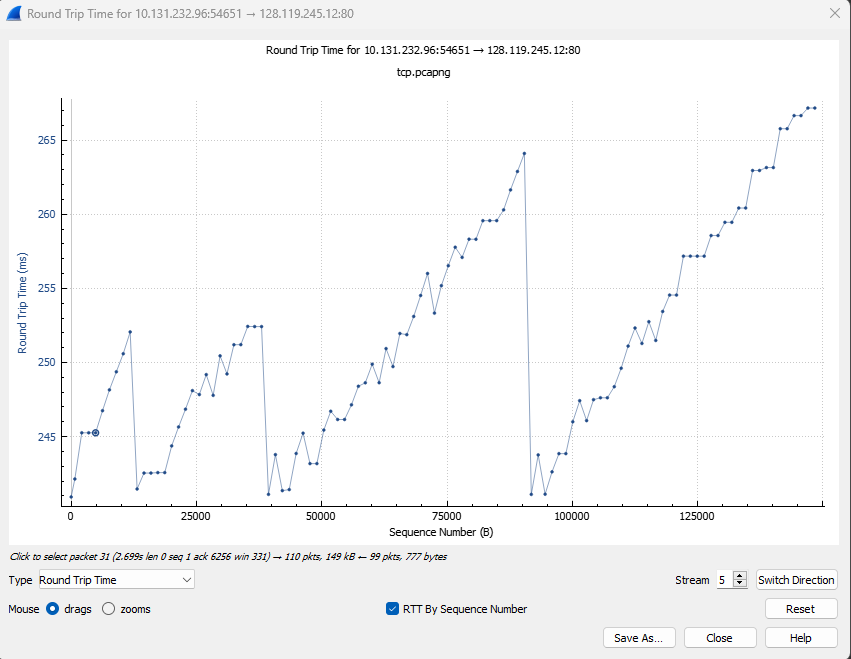 Round Trip Time for 10.131.232.96:54651 → 128.119.245.12:80
Round Trip Time for 10.131.232.96:54651 → 128.119.245.12:80
tcp.pcapng
265
260
255
250
245
Round Trip Time (ms)
0 25000 50000 75000 100000 125000
Sequence Number (B)
Click to select packet 31 (2.699s len 0 seq 1 ack 6256 win 331) → 110 pkts, 149 kB ← 99 pkts, 777 bytes
Type Round Trip Time Stream 5 Switch Direction
Mouse drags zooms RTT By Sequence Number Reset
Save As... Close Help